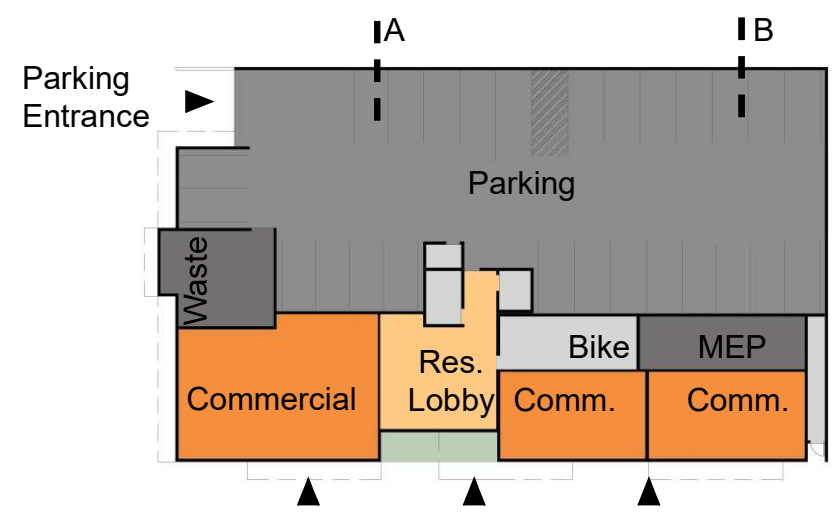 A
B
Parking
Entrance
Parking
Waste
Res.
Lobby
Bike
MEP
Commercial
Comm.
Comm.